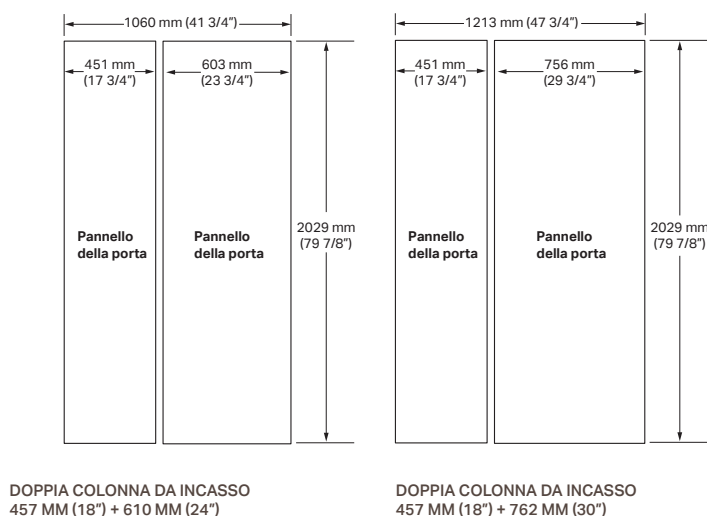 1060 mm (41 3/4″)
451 mm
(17 3/4″)
603 mm
(23 3/4″)
Pannello
della porta
Pannello
della porta
2029 mm
(79 7/8″)
DOPPIA COLONNA DA INCASSO
457 MM (18″) + 610 MM (24″)
1213 mm (47 3/4″)
451 mm
(17 3/4″)
756 mm
(29 3/4″)
Pannello
della porta
Pannello
della porta
2029 mm
(79 7/8″)
DOPPIA COLONNA DA INCASSO
457 MM (18″) + 762 MM (30″)